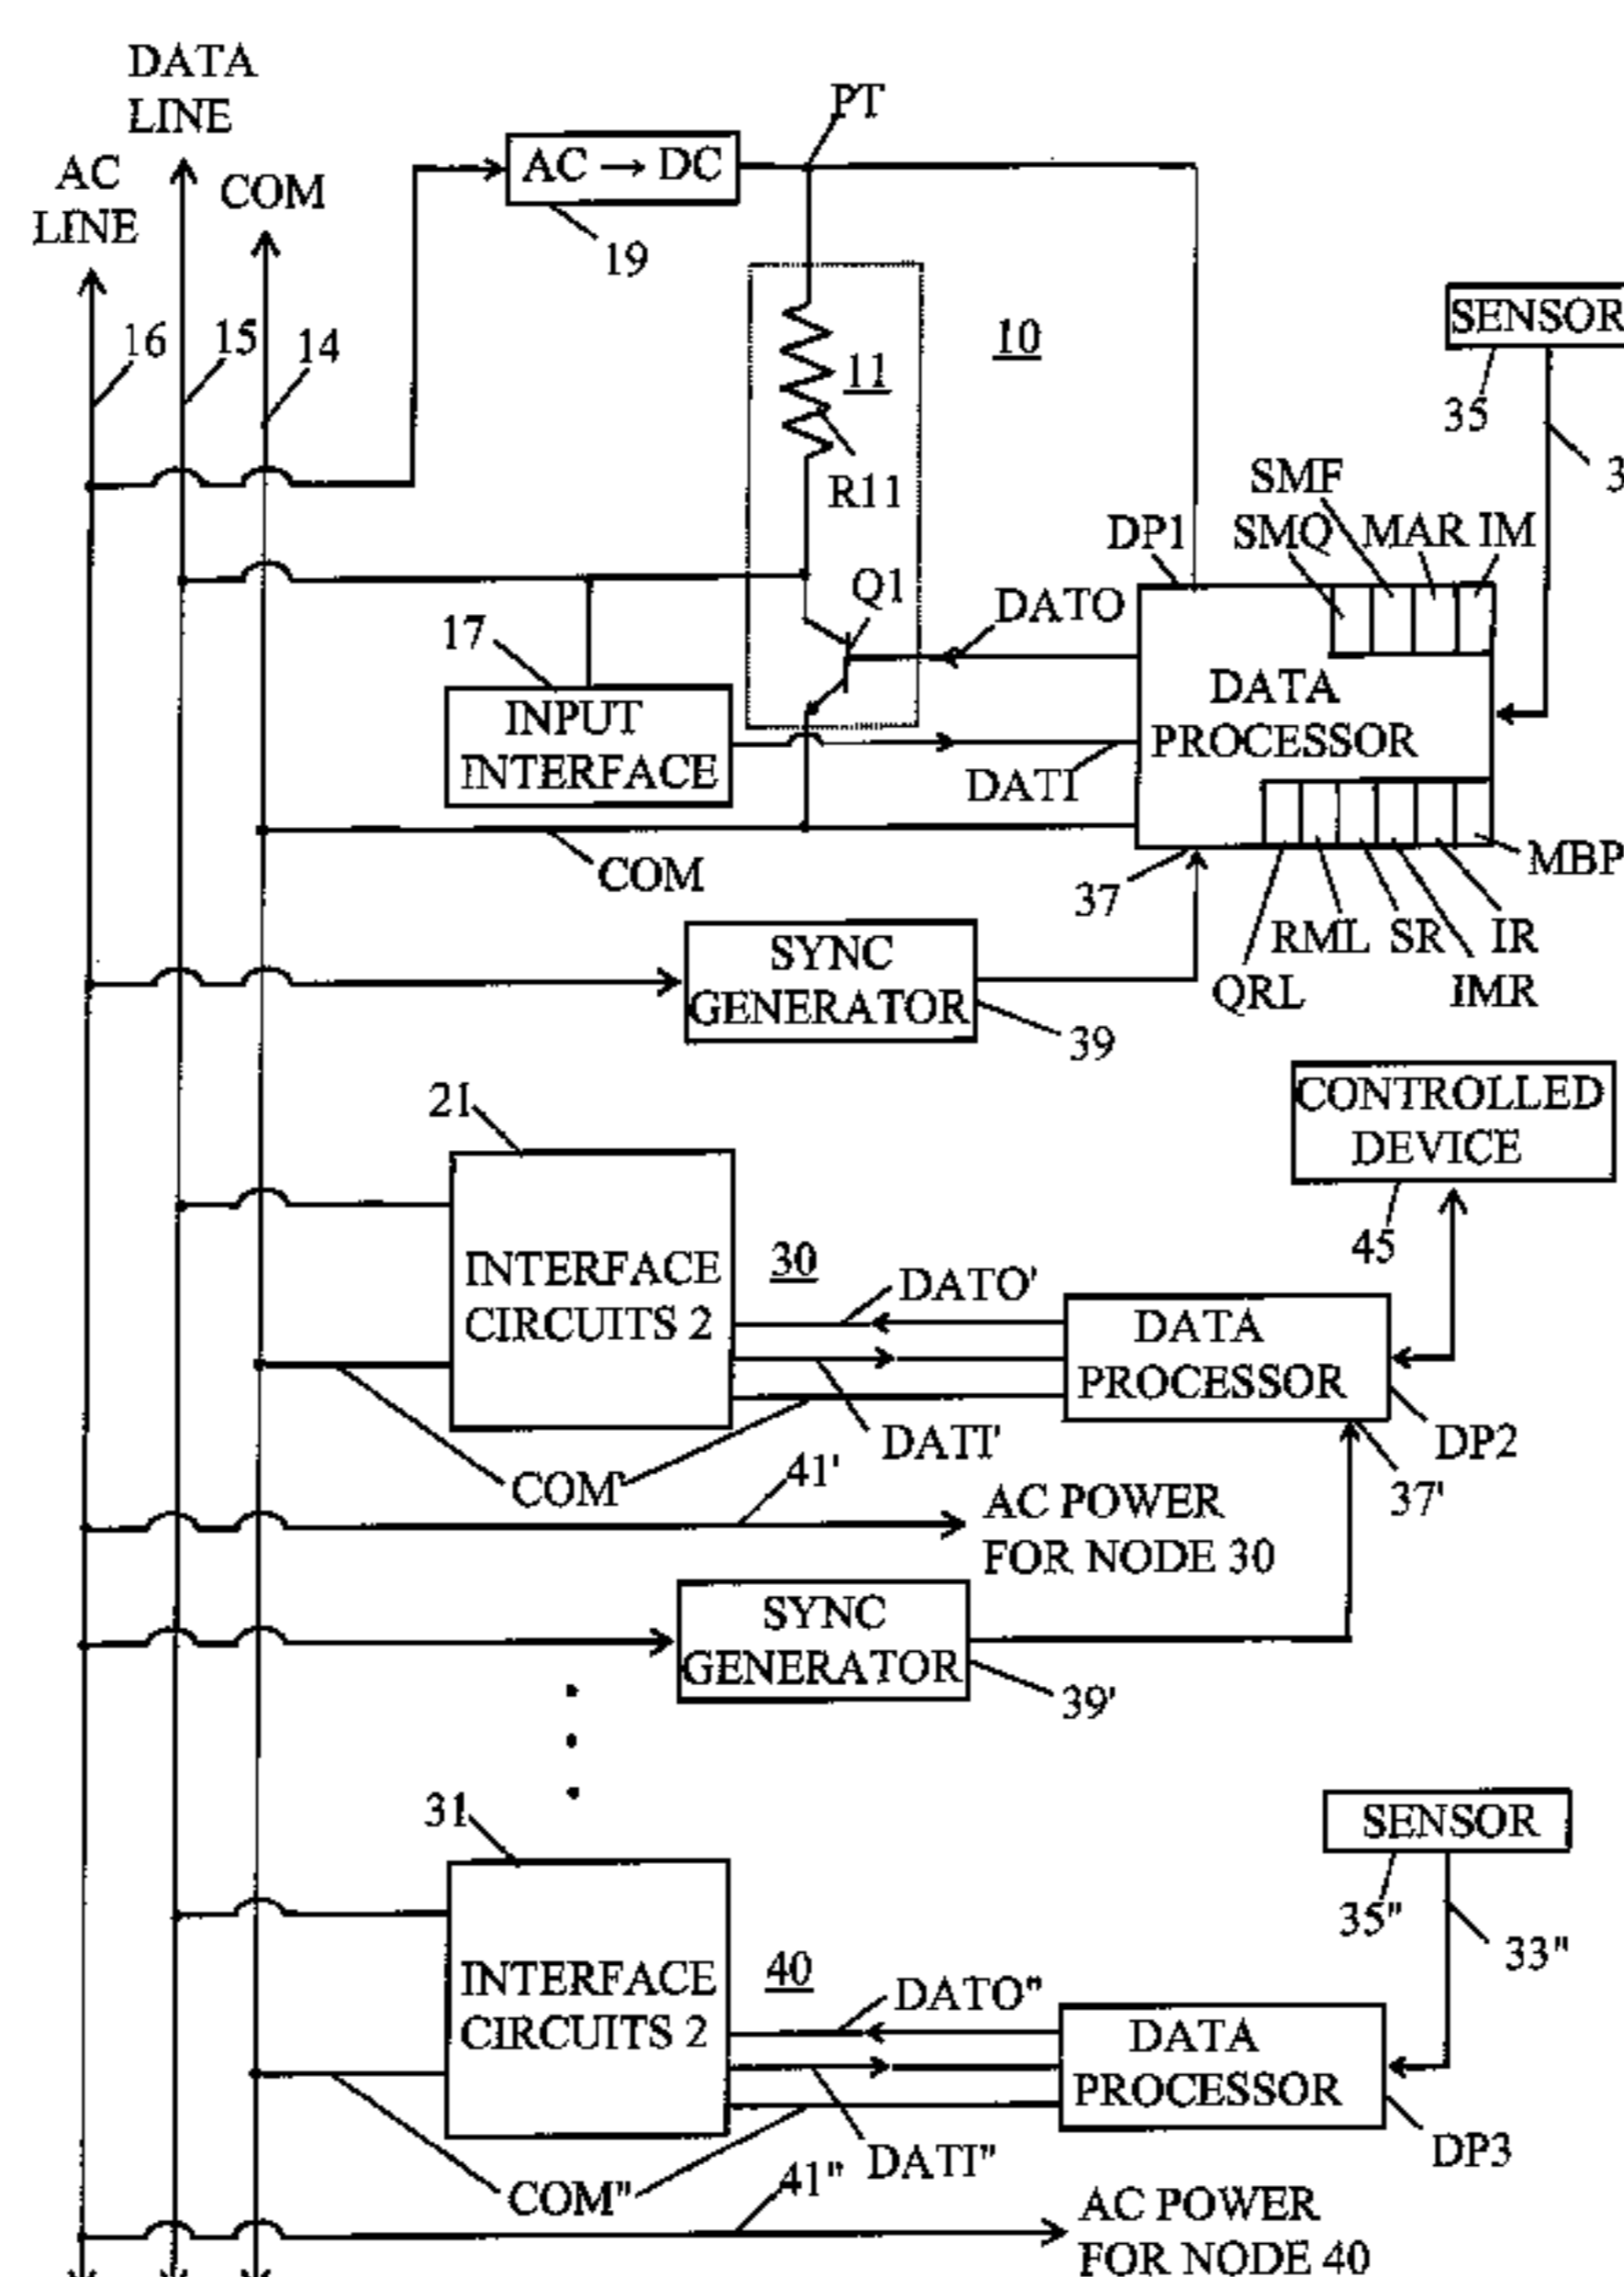 DATA
LINE
PT
AC
LINE
COM
AC → DC
19
16
15
14
11
10
SENSOR
35
3
R11
SMF
SMQ
MAR
IM
DP1
Q1
DATO
17
INPUT
INTERFACE
DATA
PROCESSOR
DATI
COM
37
MBP
RML
SR
IR
QRL
IMR
SYNC
GENERATOR
39
21
CONTROLLED
DEVICE
45
INTERFACE
CIRCUITS 2
30
DATO'
DATA
PROCESSOR
DATI'
DP2
COM'
41'
37'
AC POWER
FOR NODE 30
SYNC
GENERATOR
39'
31
SENSOR
35"
33"
INTERFACE
CIRCUITS 2
40
DATO"
DATA
PROCESSOR
DATI"
DP3
COM"
41"
AC POWER
FOR NODE 40